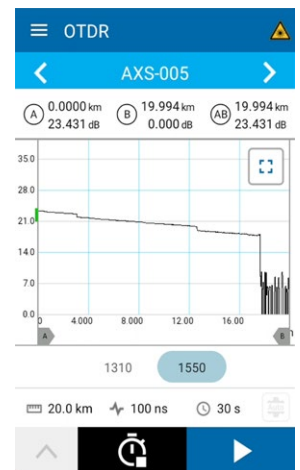 OTDR
AXS-005
A 0.0000 km 23.431 dB
B 19.994 km 0.000 dB
AB 19.994 km 23.431 dB
35.0
28.0
21.0
14.0
7.0
0.0
0 4.000 8.000 12.00 16.00
A B
1310 1550
20.0 km 100 ns 30 s